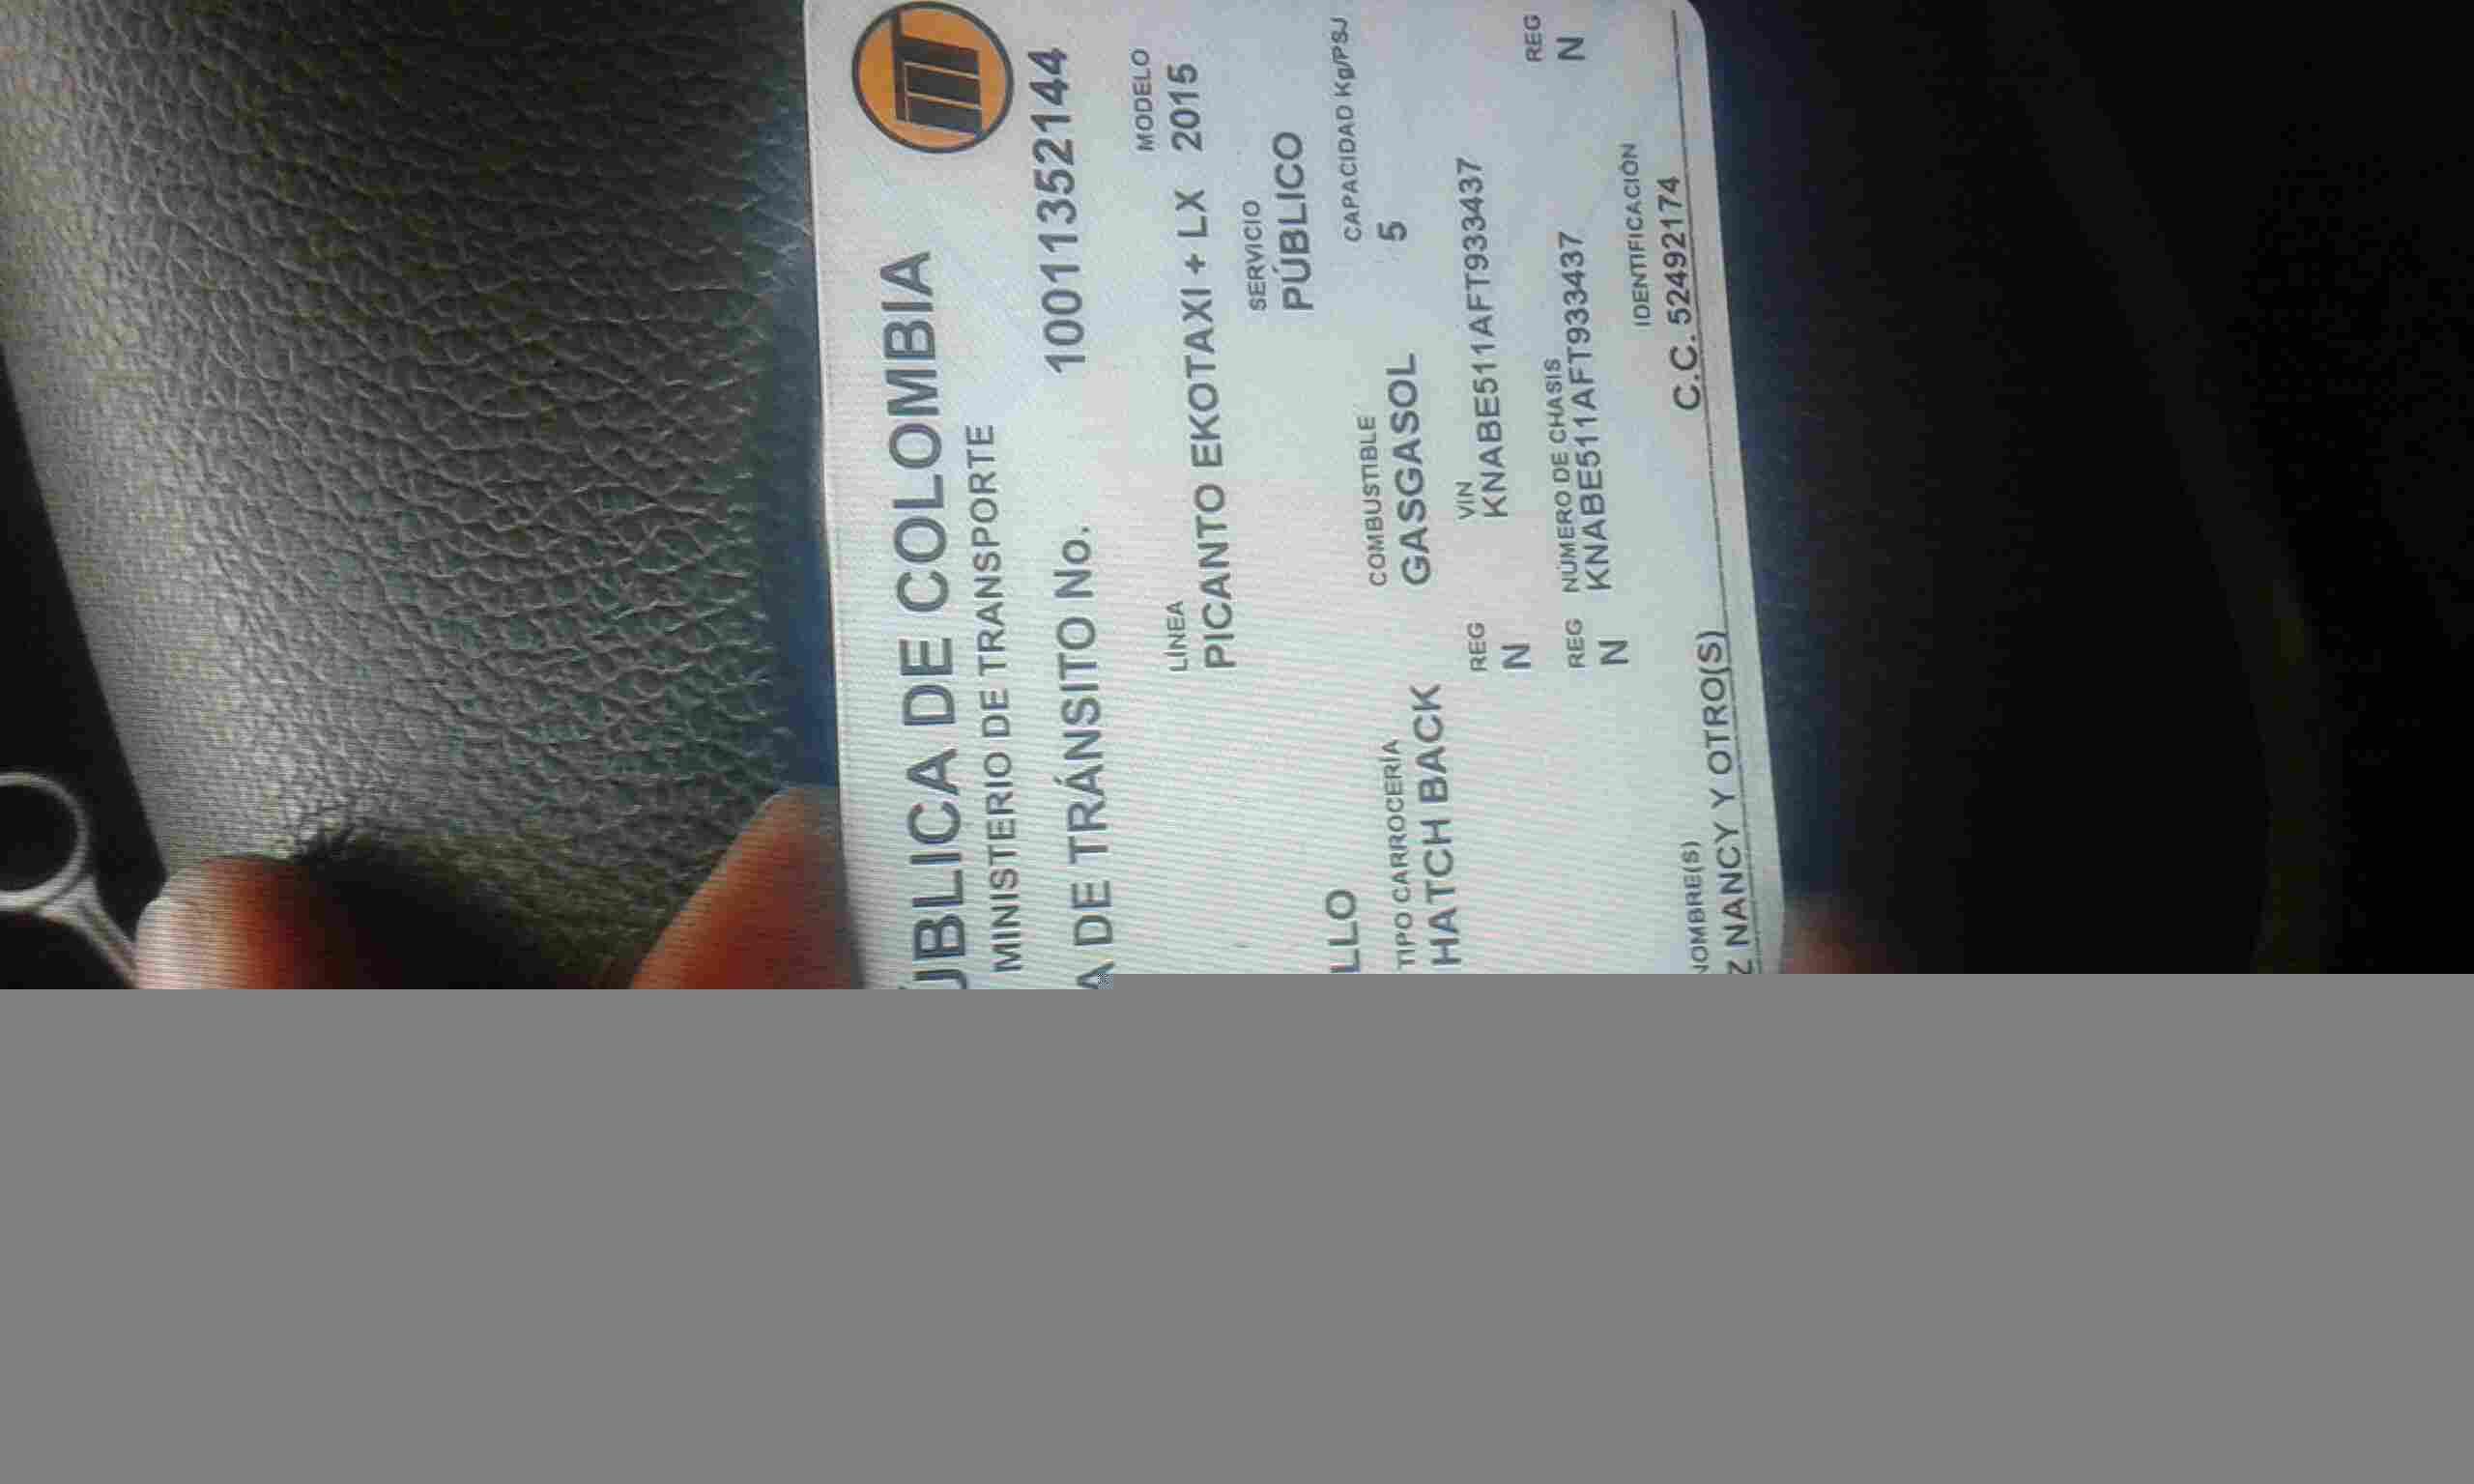 ÚBLICA DE COLOMBIA
MINISTERIO DE TRANSPORTE
A DE TRÁNSITO No. 10011352144
LÍNEA MODELO
PICANTO EKOTAXI + LX 2015
SERVICIO
PÚBLICO
LLO
TIPO CARROCERÍA COMBUSTIBLE CAPACIDAD Kg/PSJ
HATCH BACK GASGASOL 5
REG VIN
N KNABE511AFT933437
REG NÚMERO DE CHASIS REG
N KNABE511AFT933437 N
NOMBRE(S) IDENTIFICACIÓN
Z NANCY Y OTRO(S) C.C. 52492174